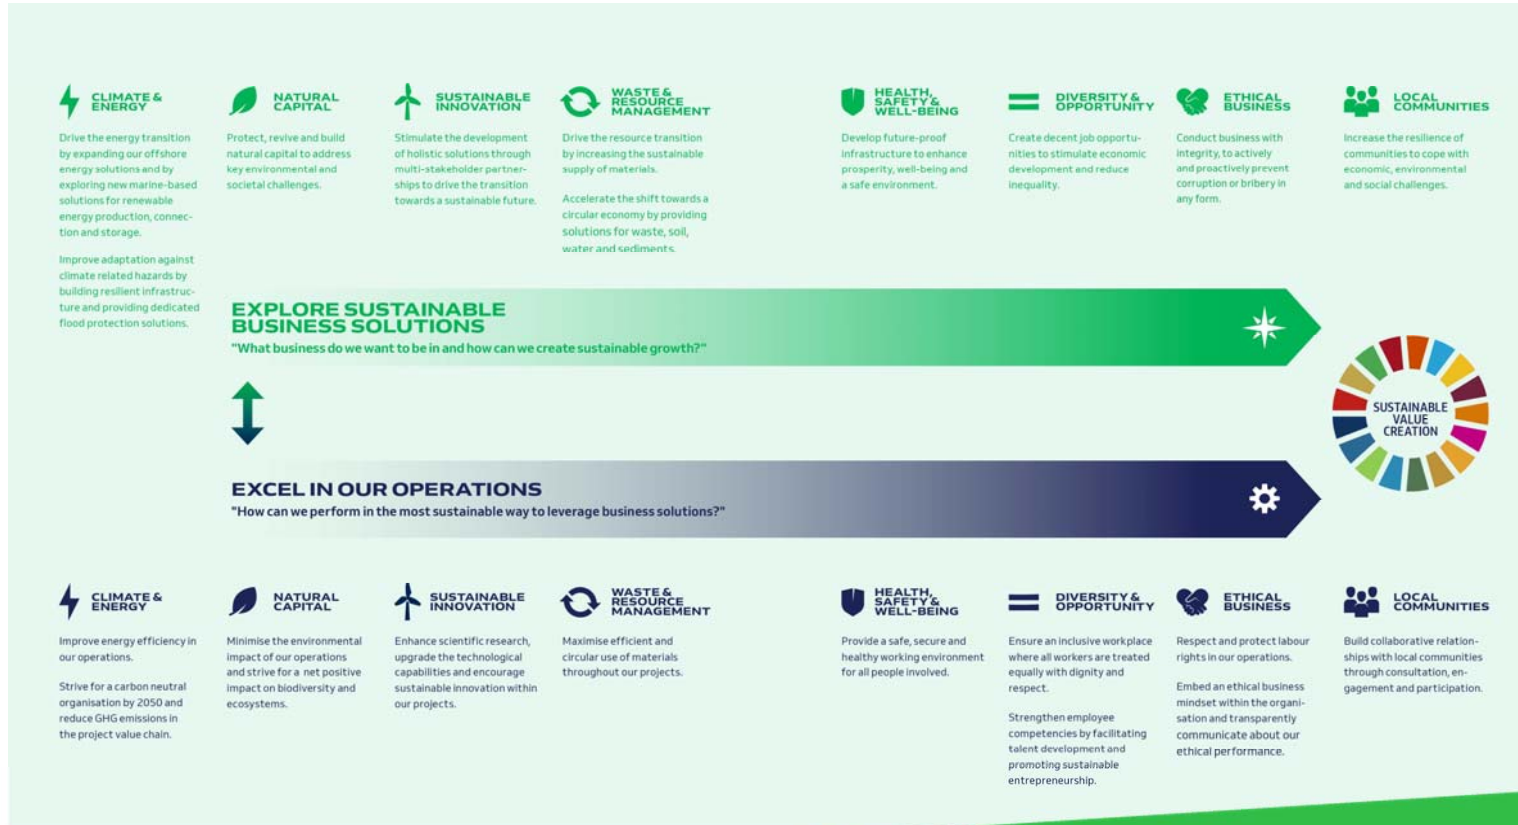 CLIMATE &
ENERGY
Drive the energy transition
by expanding our offshore
energy solutions and by
exploring new marine-based
solutions for renewable
energy production, connec-
tion and storage.
Improve adaptation against
climate related hazards by
building resilient infrastruc-
ture and providing dedicated
flood protection solutions.
NATURAL
CAPITAL
Protect, revive and build
natural capital to address
key environmental and
societal challenges.
SUSTAINABLE
INNOVATION
Stimulate the development
of holistic solutions through
multi-stakeholder partner-
ships to drive the transition
towards a sustainable future.
WASTE &
RESOURCE
MANAGEMENT
Drive the resource transition
by increasing the sustainable
supply of materials.
Accelerate the shift towards a
circular economy by providing
solutions for waste, soil,
water and sediments.
HEALTH,
SAFETY &
WELL-BEING
Develop future-proof
infrastructure to enhance
prosperity, well-being and
a safe environment.
DIVERSITY &
OPPORTUNITY
Create decent job opportu-
nities to stimulate economic
development and reduce
inequality.
ETHICAL
BUSINESS
Conduct business with
integrity, to actively
and proactively prevent
corruption or bribery in
any form.
LOCAL
COMMUNITIES
Increase the resilience of
communities to cope with
economic, environmental
and social challenges.
EXPLORE SUSTAINABLE
BUSINESS SOLUTIONS
"What business do we want to be in and how can we create sustainable growth?"
SUSTAINABLE
VALUE
CREATION
EXCEL IN OUR OPERATIONS
"How can we perform in the most sustainable way to leverage business solutions?"
CLIMATE &
ENERGY
Improve energy efficiency in
our operations.
Strive for a carbon neutral
organisation by 2050 and
reduce GHG emissions in
the project value chain.
NATURAL
CAPITAL
Minimise the environmental
impact of our operations
and strive for a net positive
impact on biodiversity and
ecosystems.
SUSTAINABLE
INNOVATION
Enhance scientific research,
upgrade the technological
capabilities and encourage
sustainable innovation within
our projects.
WASTE &
RESOURCE
MANAGEMENT
Maximise efficient and
circular use of materials
throughout our projects.
HEALTH,
SAFETY &
WELL-BEING
Provide a safe, secure and
healthy working environment
for all people involved.
DIVERSITY &
OPPORTUNITY
Ensure an inclusive workplace
where all workers are treated
equally with dignity and
respect.
Strengthen employee
competencies by facilitating
talent development and
promoting sustainable
entrepreneurship.
ETHICAL
BUSINESS
Respect and protect labour
rights in our operations.
Embed an ethical business
mindset within the organi-
sation and transparently
communicate about our
ethical performance.
LOCAL
COMMUNITIES
Build collaborative relation-
ships with local communities
through consultation, en-
gagement and participation.